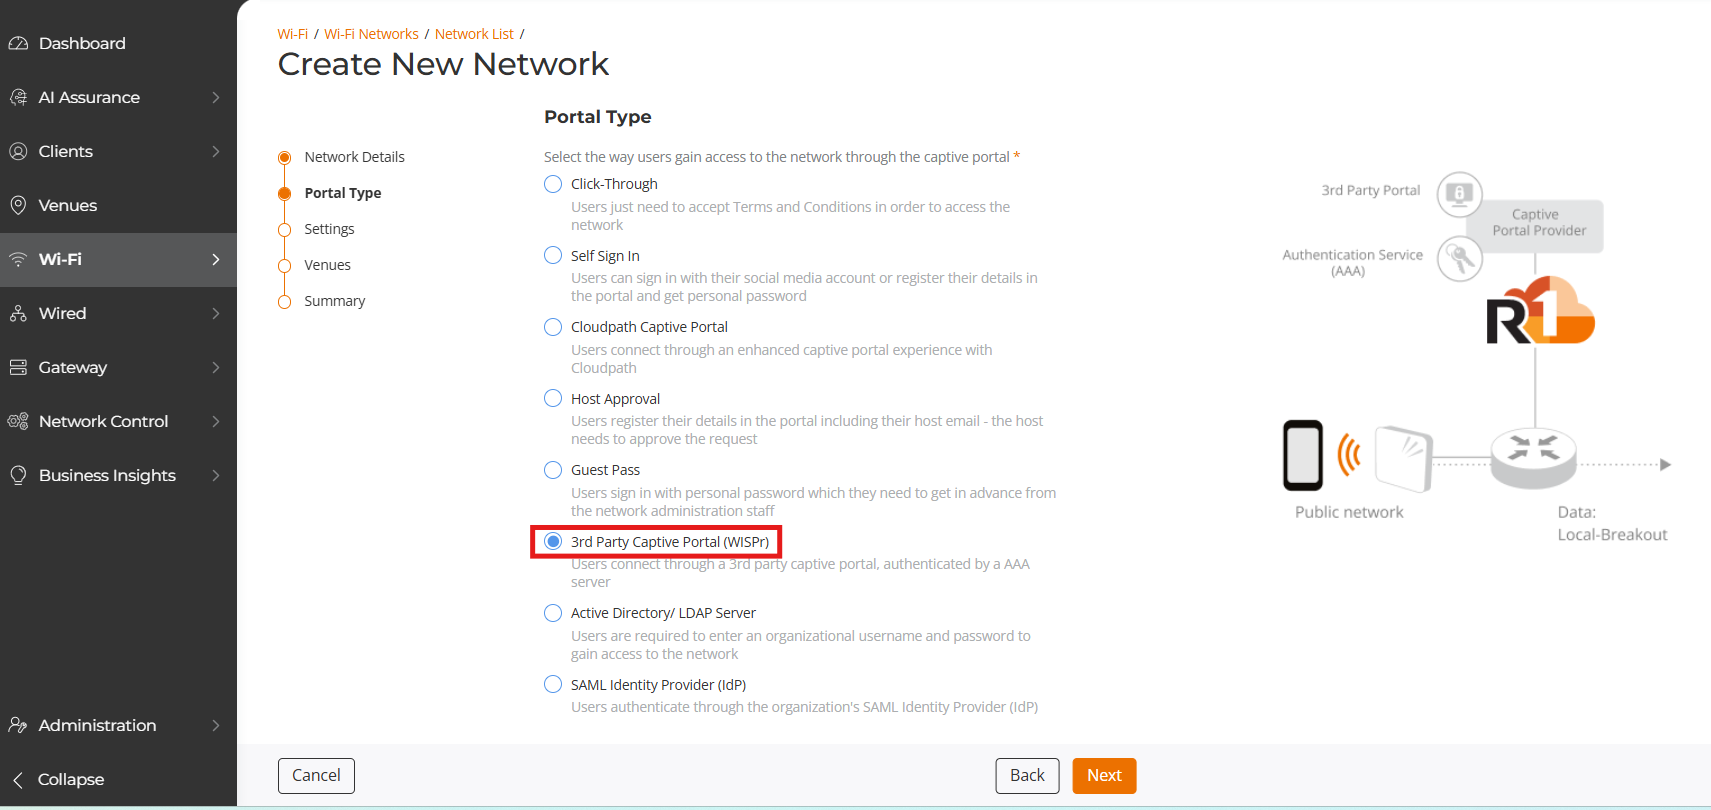 Dashboard
AI Assurance
Clients
Venues
Wi-Fi
Wired
Gateway
Network Control
Business Insights
Administration
Collapse
Wi-Fi / Wi-Fi Networks / Network List /
Create New Network
Network Details
Portal Type
Settings
Venues
Summary
Portal Type
Select the way users gain access to the network through the captive portal *
Click-Through
Users just need to accept Terms and Conditions in order to access the
network
Self Sign In
Users can sign in with their social media account or register their details in
the portal and get personal password
Cloudpath Captive Portal
Users connect through an enhanced captive portal experience with
Cloudpath
Host Approval
Users register their details in the portal including their host email - the host
needs to approve the request
Guest Pass
Users sign in with personal password which they need to get in advance from
the network administration staff
3rd Party Captive Portal (WISPr)
Users connect through a 3rd party captive portal, authenticated by a AAA
server
Active Directory/ LDAP Server
Users are required to enter an organizational username and password to
gain access to the network
SAML Identity Provider (IdP)
Users authenticate through the organization's SAML Identity Provider (IdP)
3rd Party Portal
Captive
Portal Provider
Authentication Service
(AAA)
R1
Public network
Data:
Local-Breakout
Cancel
Back
Next